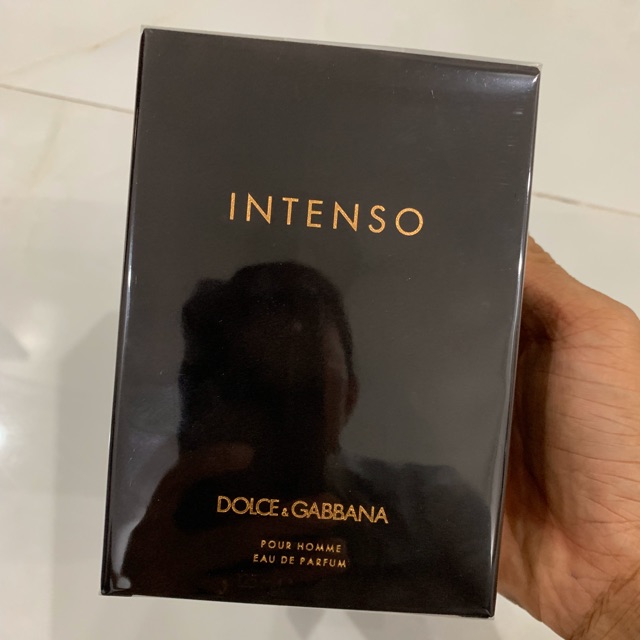 INTENSO
DOLCE & GABBANA
POUR HOMME
EAU DE PARFUM